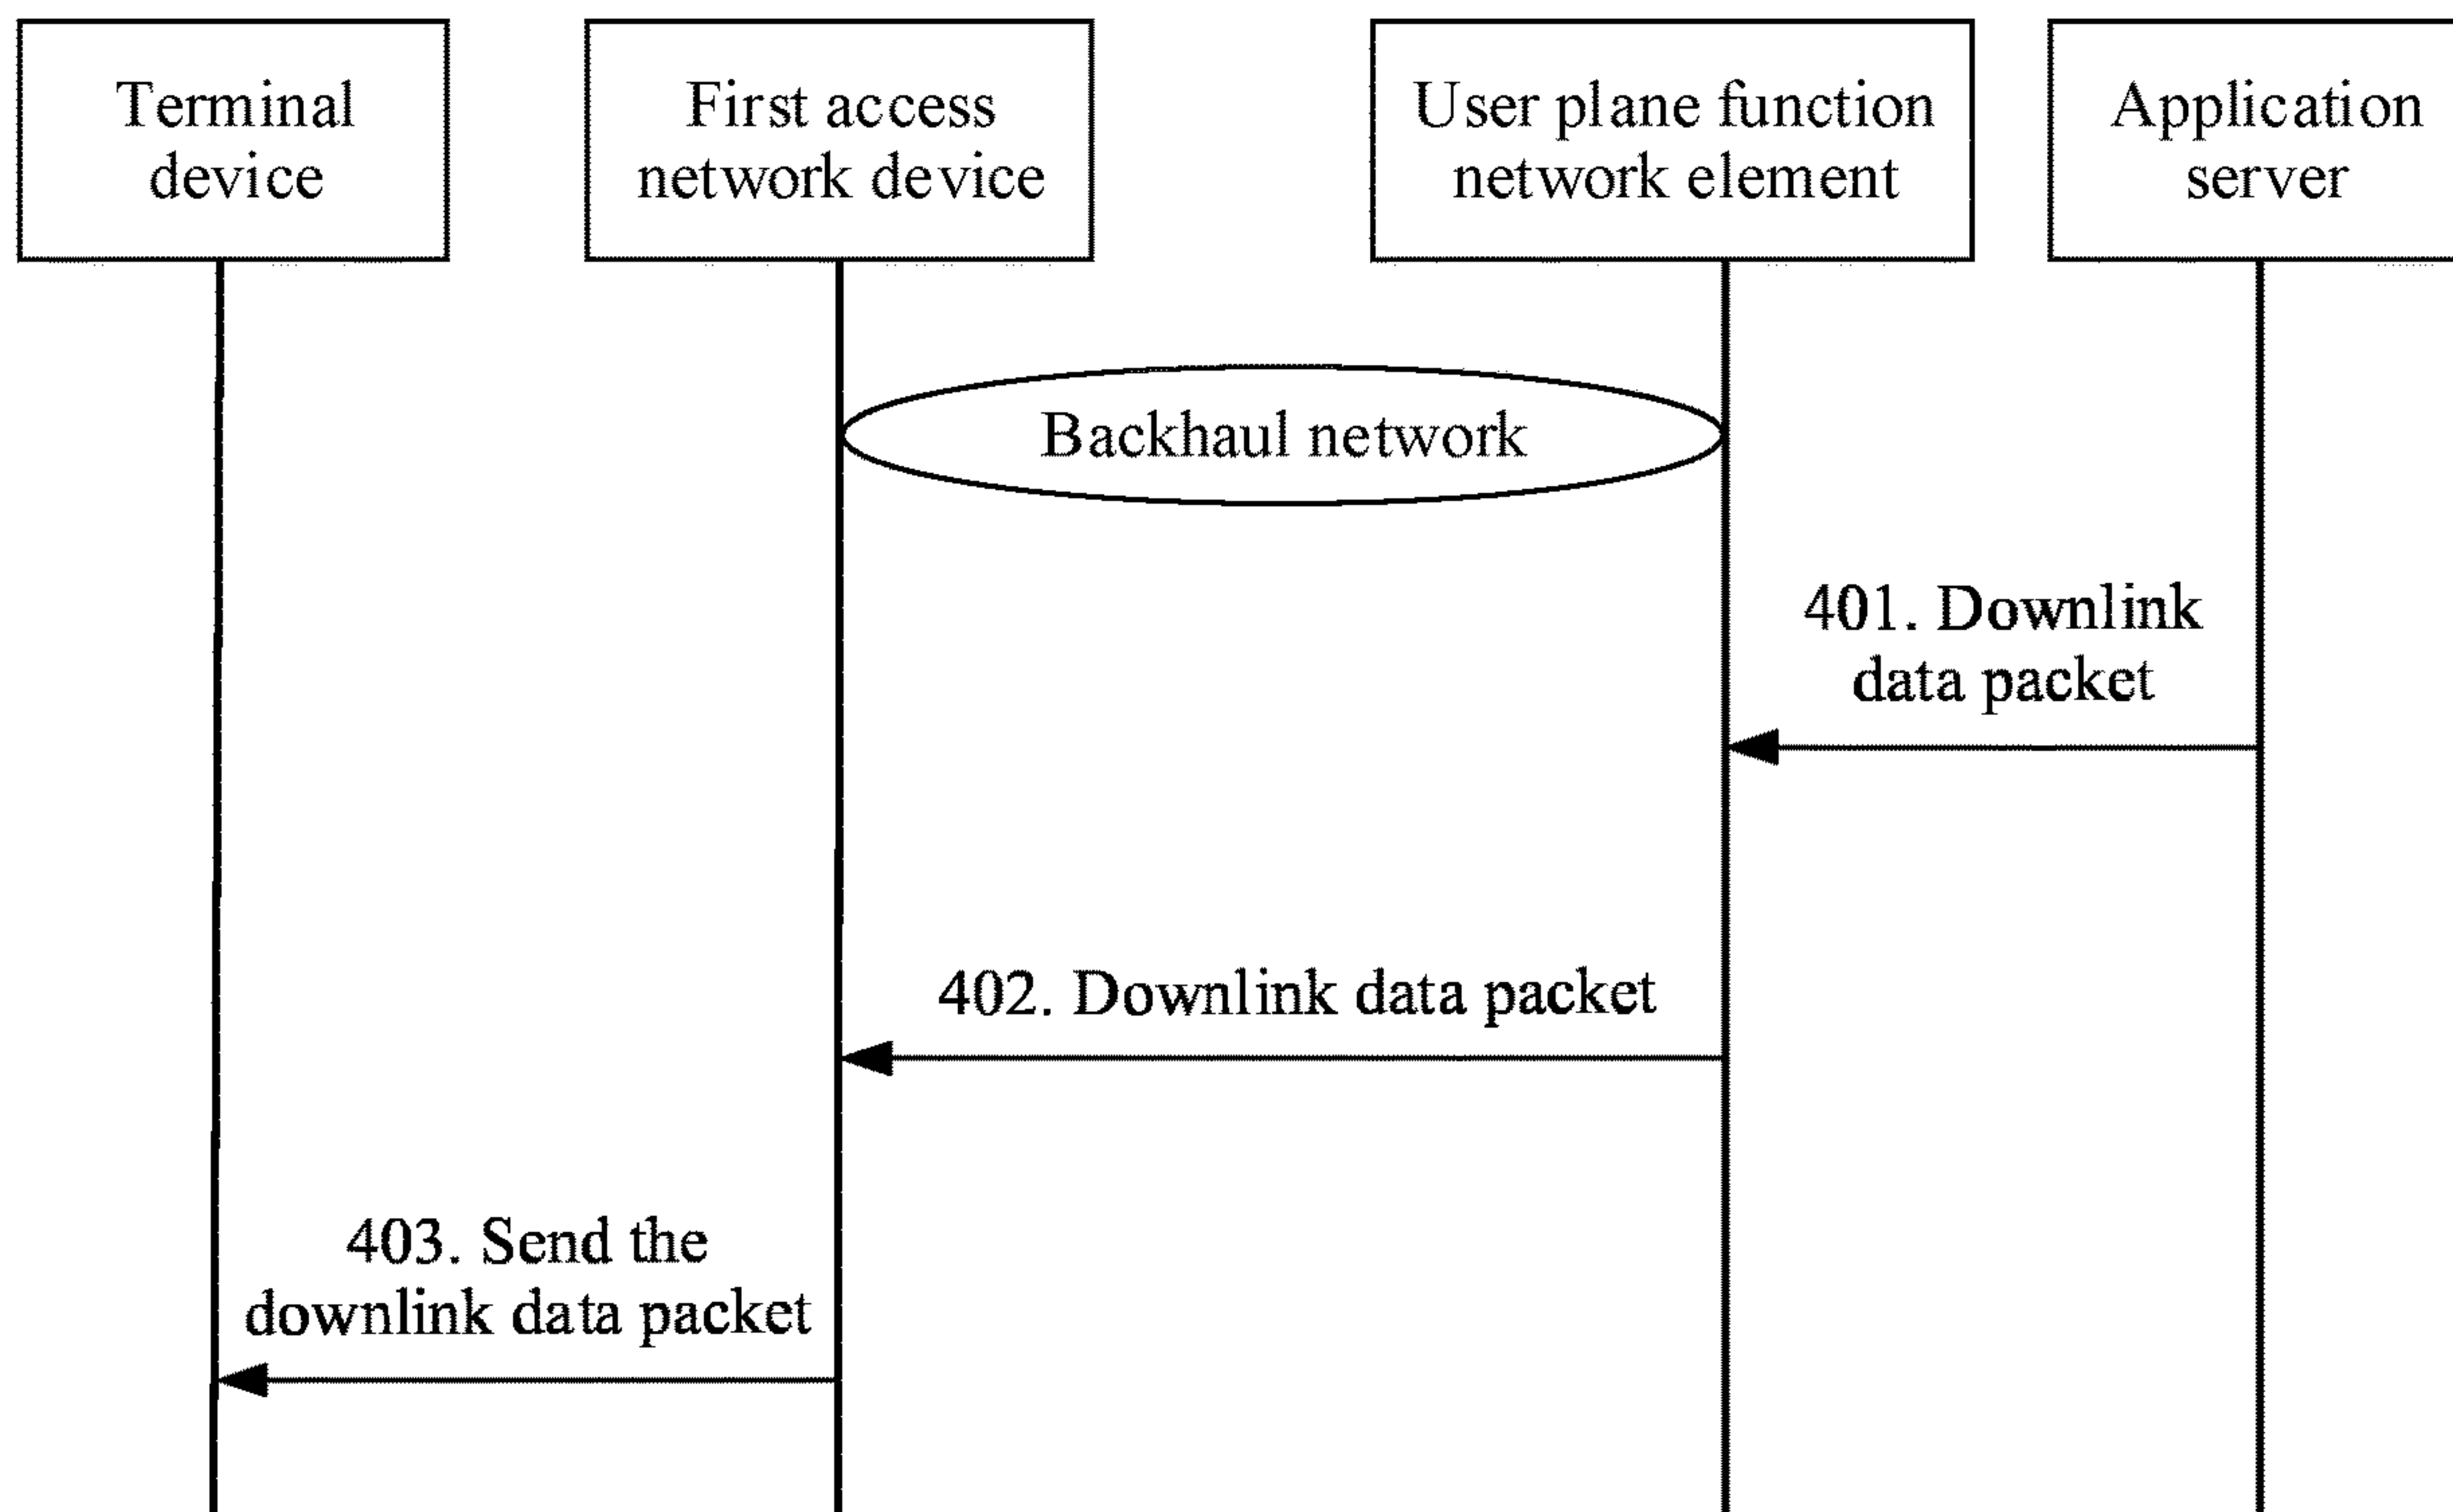 Terminal
device
First access
network device
User plane function
network element
Application
server
Backhaul network
401. Downlink
data packet
402. Downlink data packet
403. Send the
downlink data packet